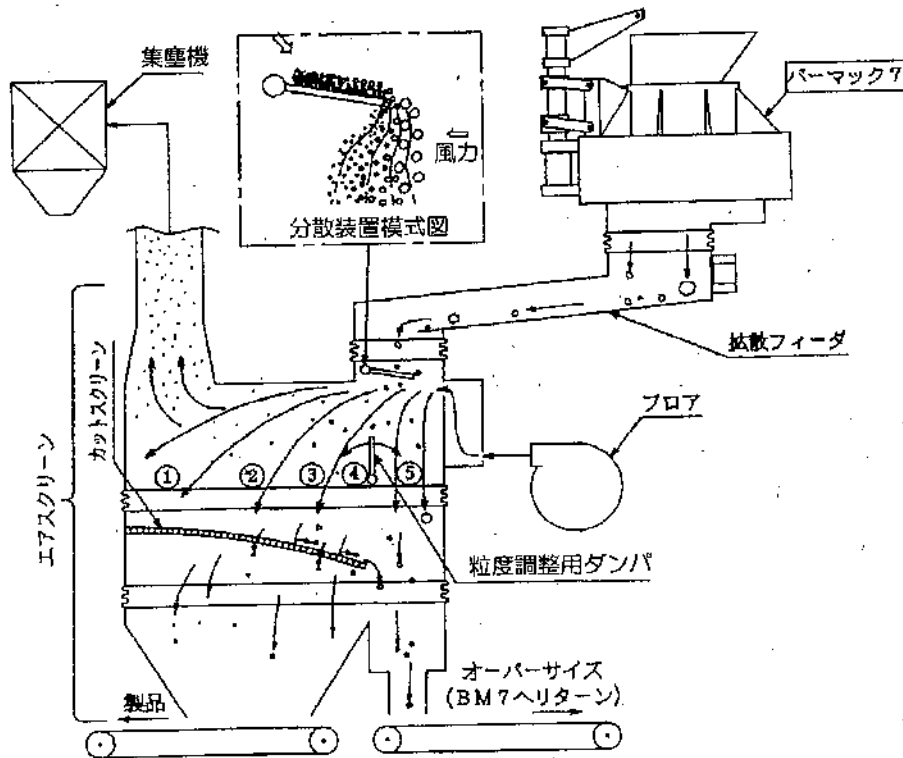 集塵機
風力
分散装置模式図
バーマック7
拡散フィーダ
ブロア
カットスクリーン
エアスクリーン
①
②
③
④
⑤
粒度調整用ダンパ
製品
オーバーサイズ
(BM7へリターン)